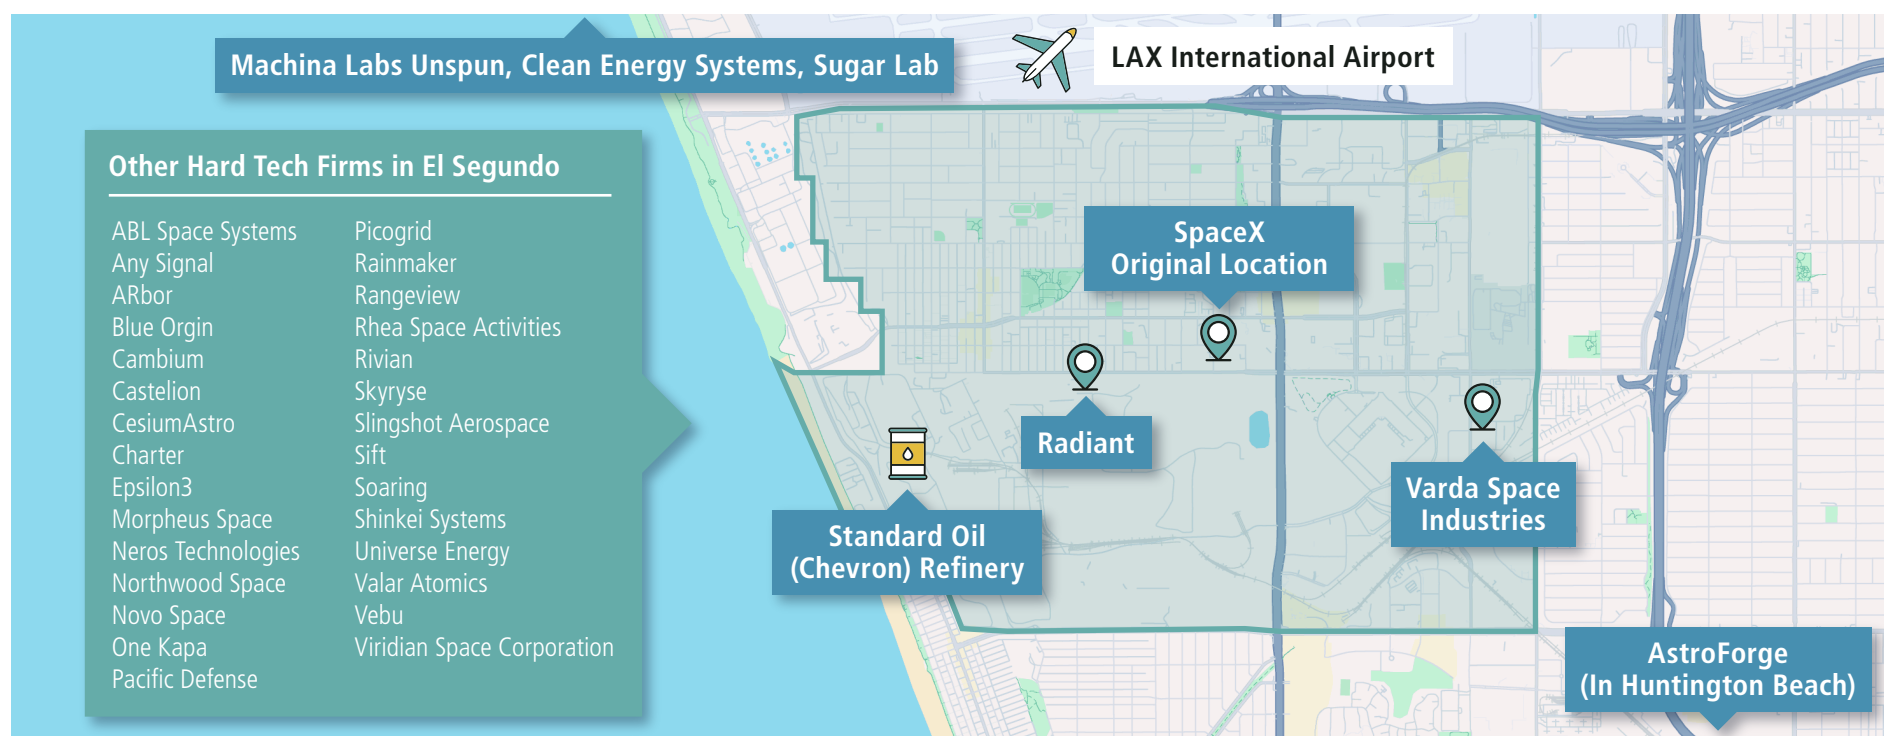 Machina Labs Unspun, Clean Energy Systems, Sugar Lab
LAX International Airport
Other Hard Tech Firms in El Segundo
ABL Space Systems
Any Signal
ARbor
Blue Orgin
Cambium
Castelion
CesiumAstro
Charter
Epsilon3
Morpheus Space
Neros Technologies
Northwood Space
Novo Space
One Kapa
Pacific Defense
Picogrid
Rainmaker
Rangeview
Rhea Space Activities
Rivian
Skyryse
Slingshot Aerospace
Sift
Soaring
Shinkei Systems
Universe Energy
Valar Atomics
Vebu
Viridian Space Corporation
SpaceX
Original Location
Radiant
Standard Oil
(Chevron) Refinery
Varda Space
Industries
AstroForge
(In Huntington Beach)